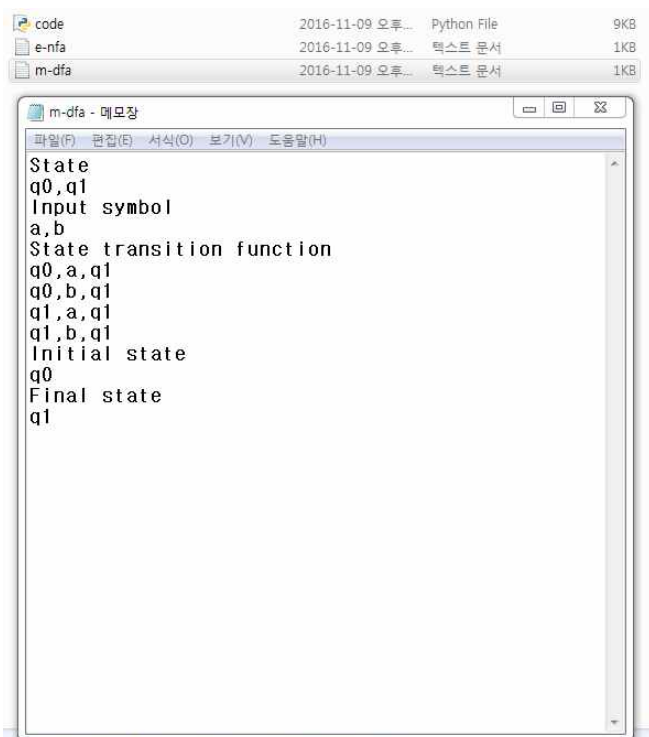 code 2016-11-09 오후... Python File 9KB
e-nfa 2016-11-09 오후... 텍스트 문서 1KB
m-dfa 2016-11-09 오후... 텍스트 문서 1KB
m-dfa - 메모장
파일(F) 편집(E) 서식(O) 보기(V) 도움말(H)
State
q0,q1
Input symbol
a,b
State transition function
q0,a,q1
q0,b,q1
q1,a,q1
q1,b,q1
Initial state
q0
Final state
q1